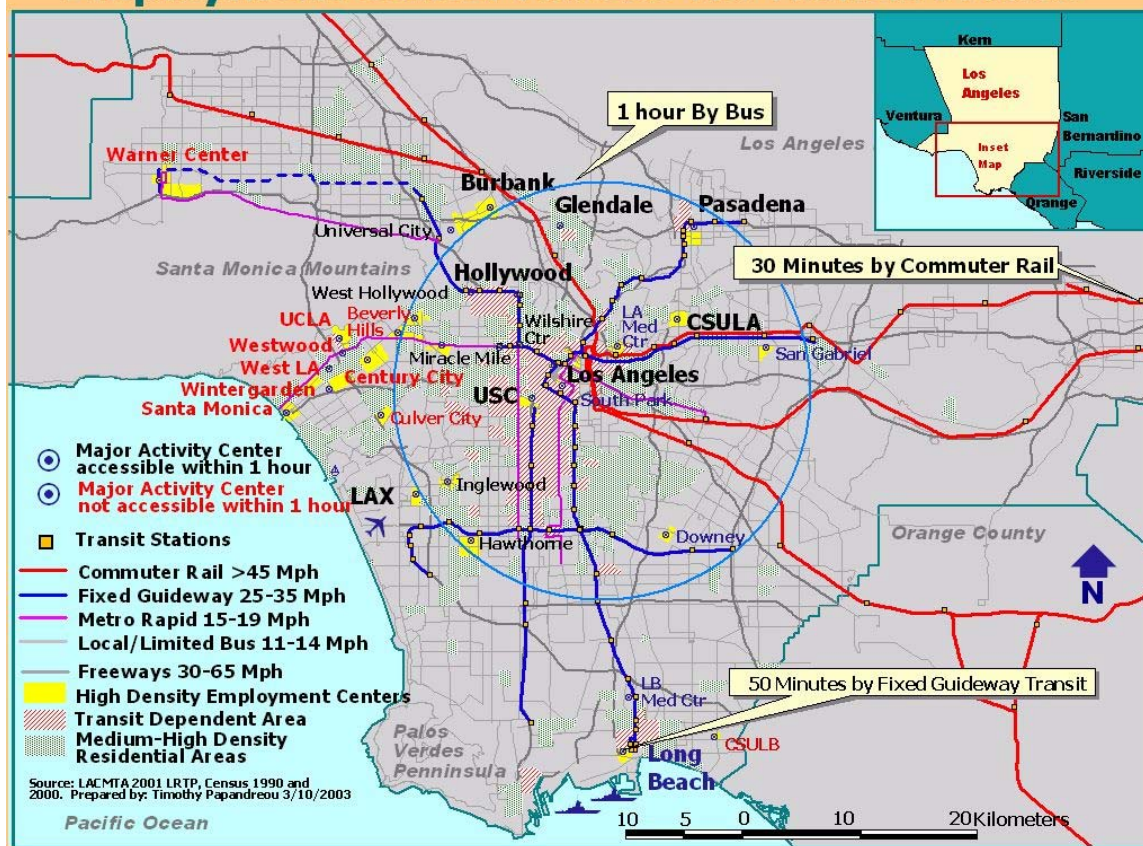 Kern
Los
Angeles
Ventura
San
Bernardino
Inset
Map
Riverside
Orange
1 hour By Bus
Los Angeles
Warner Center
Burbank
Glendale
Pasadena
Universal City
Santa Monica Mountains
Hollywood
30 Minutes by Commuter Rail
West Hollywood
UCLA
Beverly
Hills
Wilshire
Ctr
LA
Med
Ctr
CSULA
Westwood
Miracle Mile
San Gabriel
West LA
Century City
Los Angeles
Wintergarden
USC
South Park
Santa Monica
Culver City
Major Activity Center
accessible within 1 hour
Major Activity Center
not accessible within 1 hour
LAX
Inglewood
Transit Stations
Hawthorne
Downey
Orange County
N
Commuter Rail >45 Mph
Fixed Guideway 25-35 Mph
Metro Rapid 15-19 Mph
Local/Limited Bus 11-14 Mph
Freeways 30-65 Mph
High Density Employment Centers
Transit Dependent Area
Medium-High Density
Residential Areas
LB
Med Ctr
50 Minutes by Fixed Guideway Transit
CSULB
Long
Beach
Palos
Verdes
Penninsula
Source: LACMTA 2001 LRTP, Census 1990 and
2000. Prepared by: Timothy Papandreou 3/10/2003
Pacific Ocean
10 5 0 10 20 Kilometers